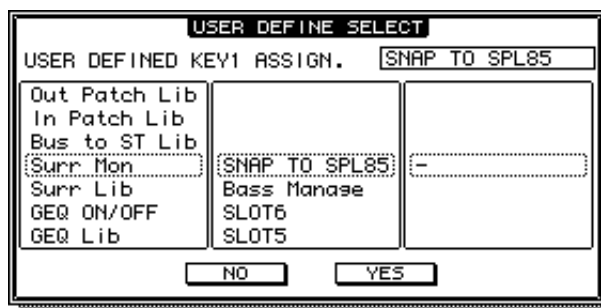 USER DEFINE SELECT
USER DEFINED KEY1 ASSIGN. SNAP TO SPL85
Out Patch Lib
In Patch Lib
Bus to ST Lib
Surr Mon SNAP TO SPL85 -
Surr Lib Bass Manage
GEQ ON/OFF SLOT6
GEQ Lib SLOT5
NO YES